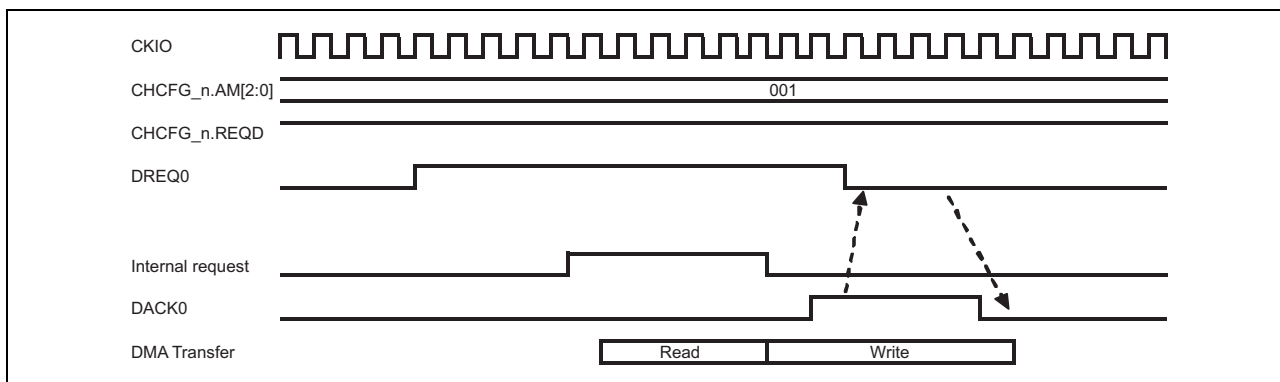 CKIO
CHCFG_n.AM[2:0] 001
CHCFG_n.REQD
DREQ0
Internal request
DACK0
DMA Transfer Read Write